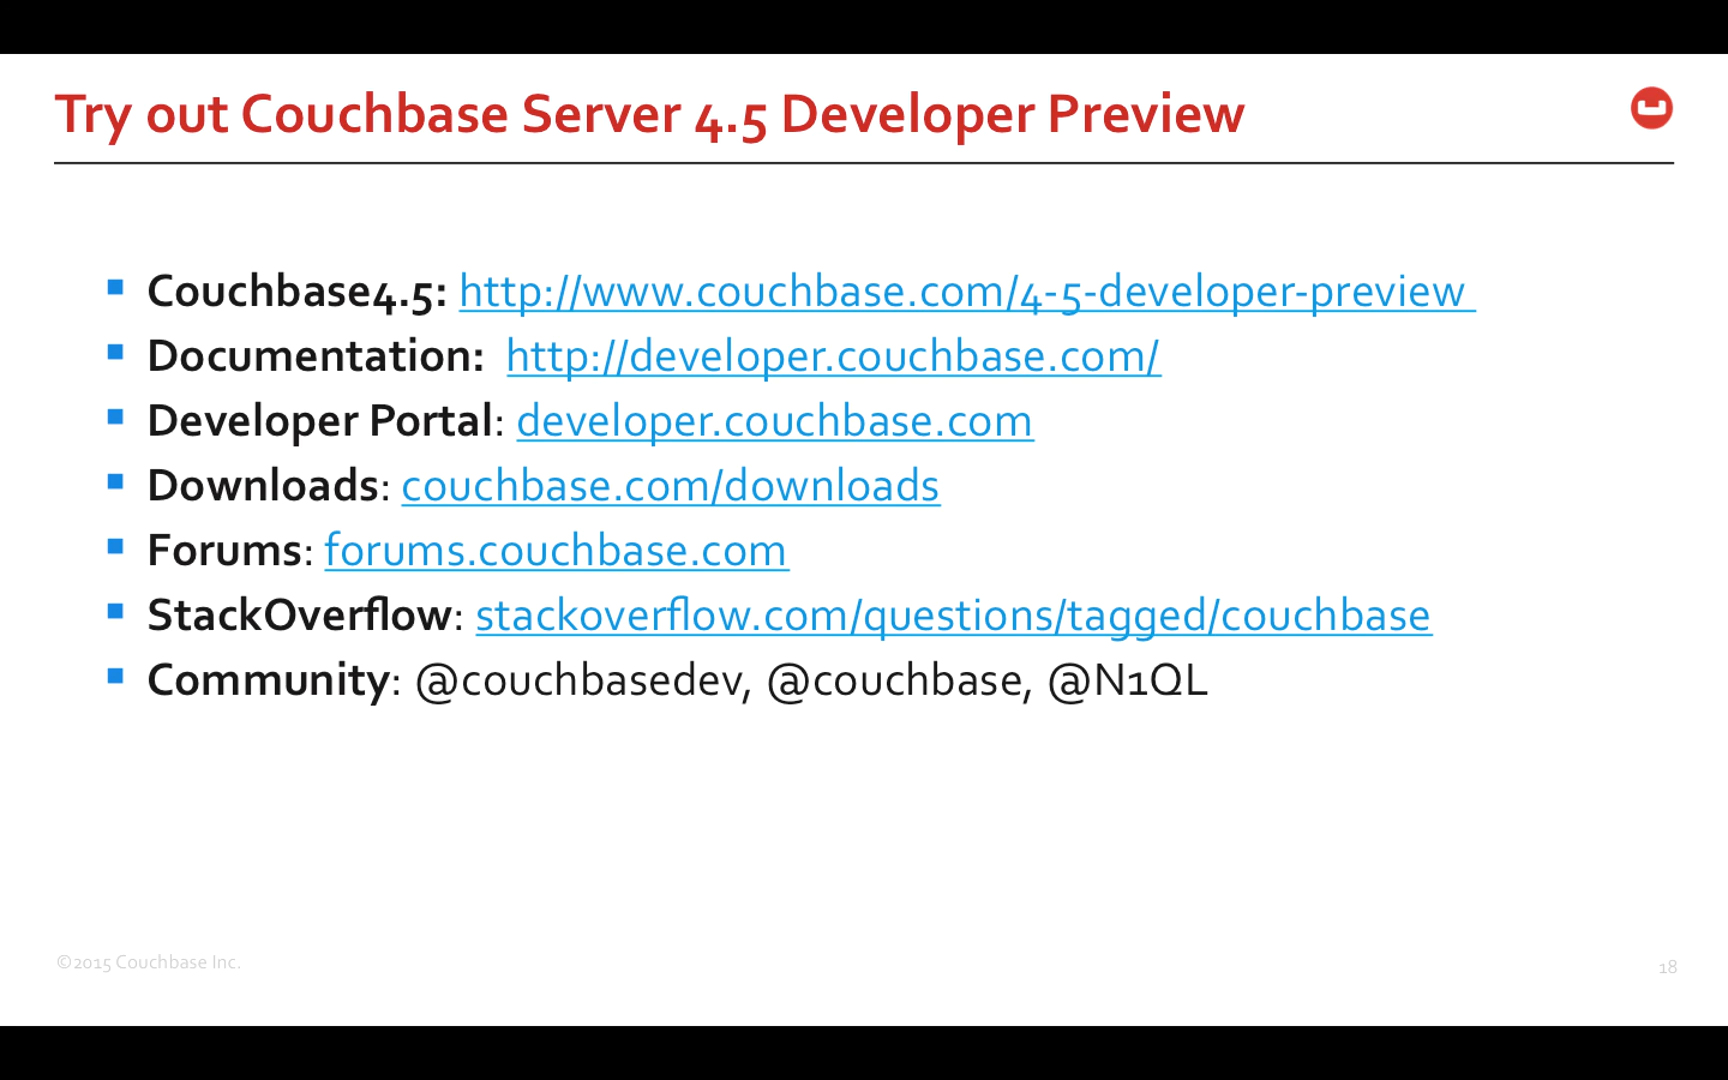 Try out Couchbase Server 4.5 Developer Preview
Couchbase4.5: http://www.couchbase.com/4-5-developer-preview
Documentation: http://developer.couchbase.com/
Developer Portal: developer.couchbase.com
Downloads: couchbase.com/downloads
Forums: forums.couchbase.com
StackOverflow: stackoverflow.com/questions/tagged/couchbase
Community: @couchbasedev, @couchbase, @N1QL
©2015 Couchbase Inc.
18